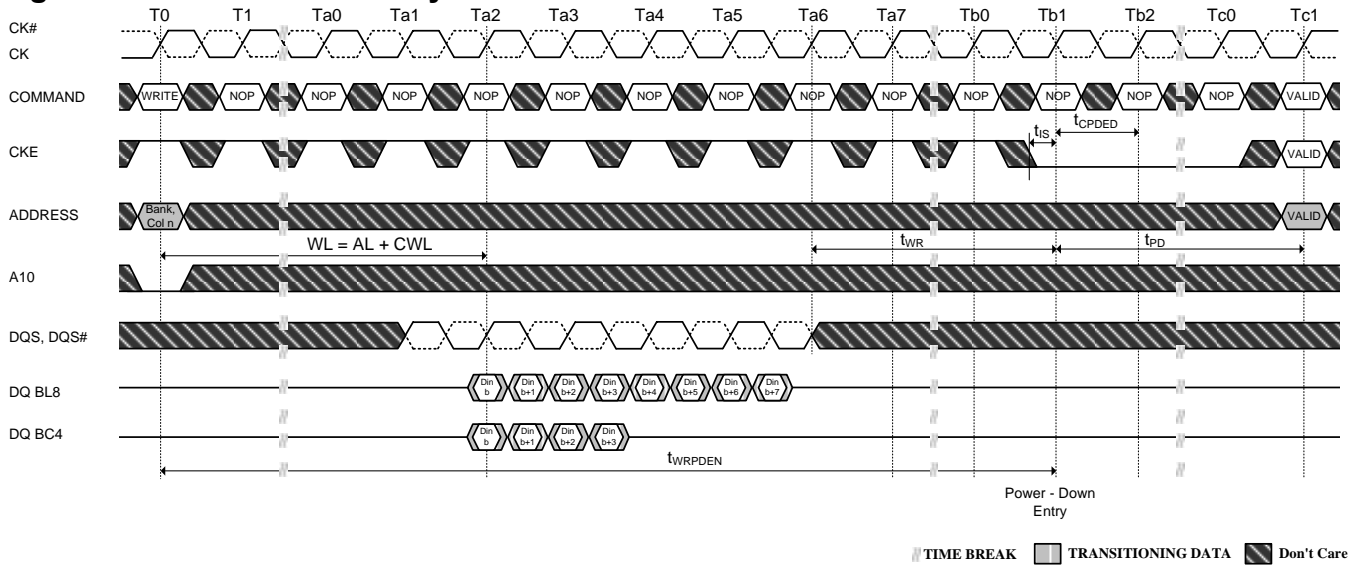 T0 T1 Ta0 Ta1 Ta2 Ta3 Ta4 Ta5 Ta6 Ta7 Tb0 Tb1 Tb2 Tc0 Tc1
CK#
CK
COMMAND WRITE NOP NOP NOP NOP NOP NOP NOP NOP NOP NOP NOP NOP NOP VALID
tIS tCPDED
CKE VALID
ADDRESS Bank, Col n VALID
WL = AL + CWL tWR tPD
A10
DQS, DQS#
DQ BL8 Din b Din b+1 Din b+2 Din b+3 Din b+4 Din b+5 Din b+6 Din b+7
DQ BC4 Din b Din b+1 Din b+2 Din b+3
tWRPDEN
Power - Down
Entry
TIME BREAK TRANSITIONING DATA Don't Care